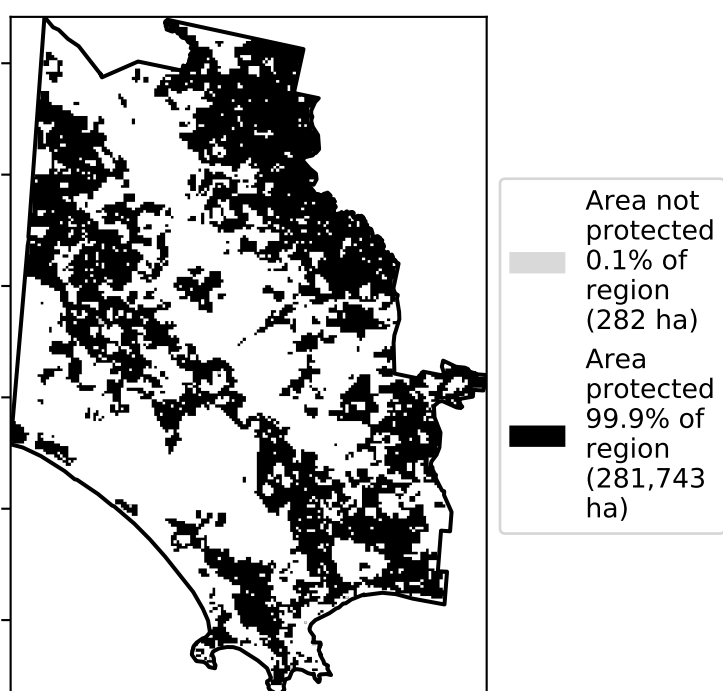 Area not
protected
0.1% of
region
(282 ha)
Area
protected
99.9% of
region
(281,743
ha)